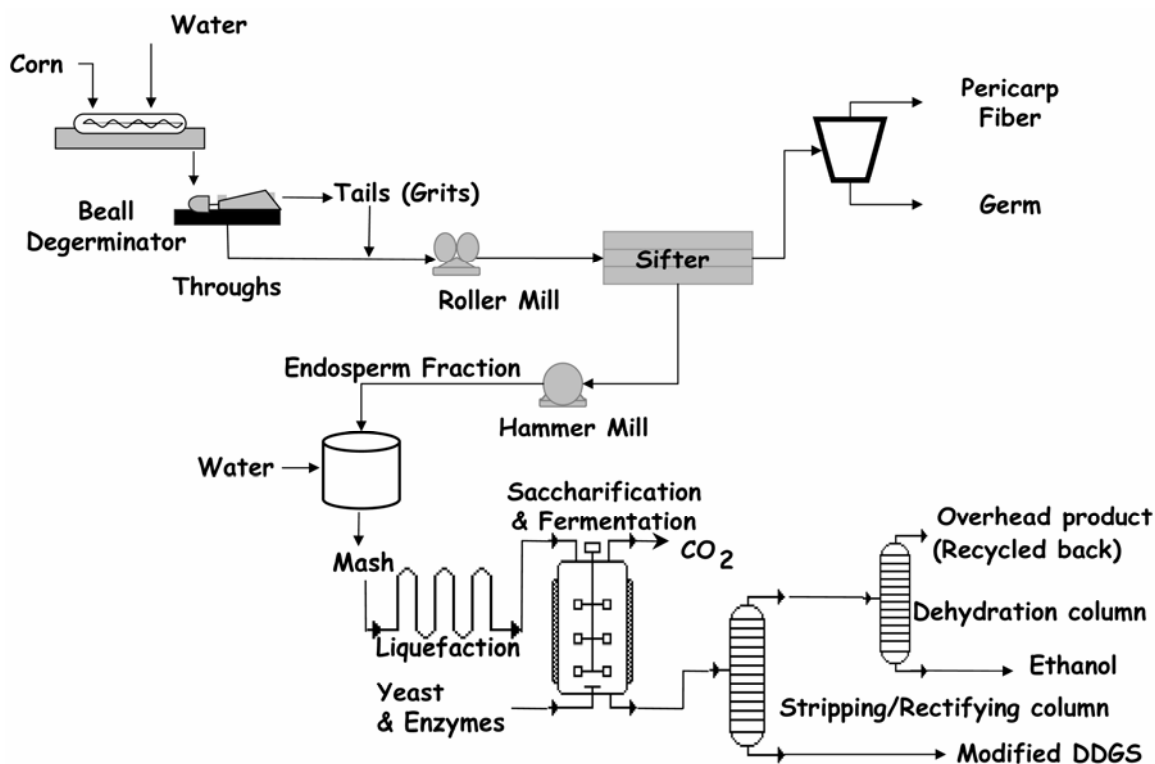 Water
Corn
Pericarp
Fiber
Tails (Grits)
Beall
Degerminator
Germ
Sifter
Throughs
Roller Mill
Endosperm Fraction
Hammer Mill
Water
Saccharification
& Fermentation
CO2
Mash
Overhead product
(Recycled back)
Dehydration column
Liquefaction
Ethanol
Yeast
& Enzymes
Stripping/Rectifying column
Modified DDGS